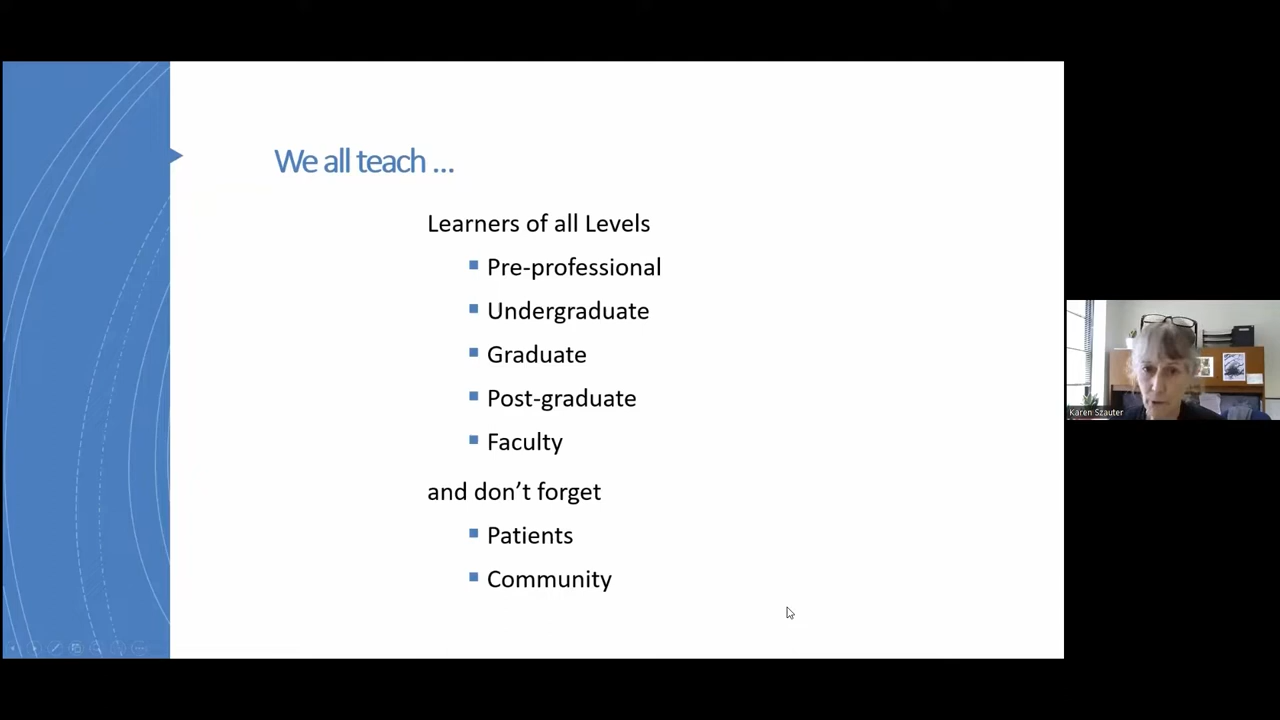 We all teach ...
Learners of all Levels
Pre-professional
Undergraduate
Graduate
Post-graduate
Faculty
and don’t forget
Patients
Community
Karen Szauter